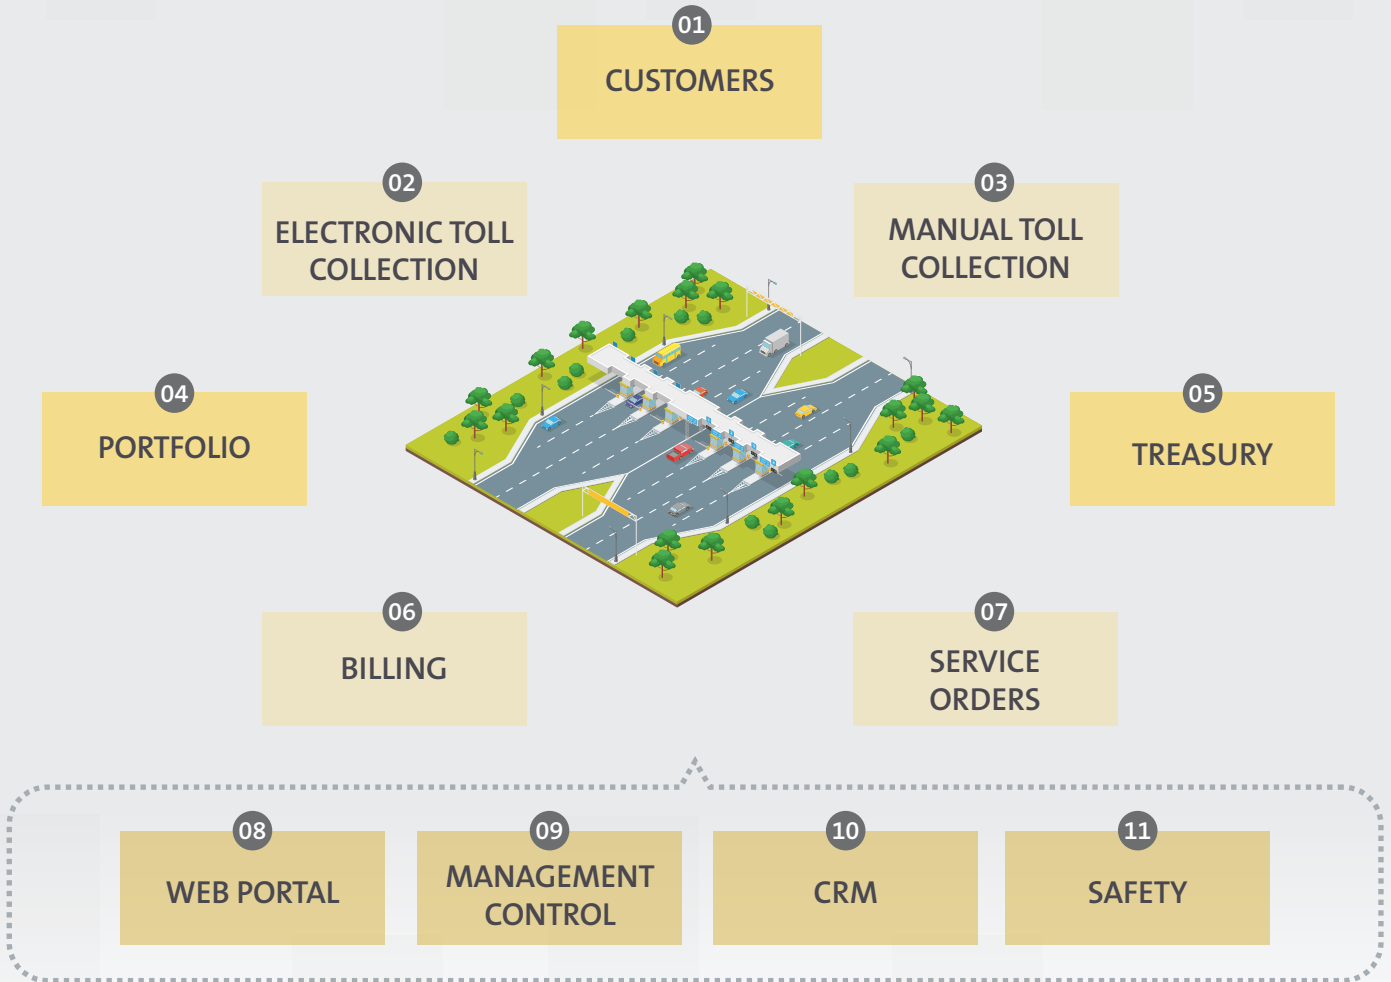 01
CUSTOMERS
02
ELECTRONIC TOLL
COLLECTION
03
MANUAL TOLL
COLLECTION
04
PORTFOLIO
05
TREASURY
06
BILLING
07
SERVICE
ORDERS
08
WEB PORTAL
09
MANAGEMENT
CONTROL
10
CRM
11
SAFETY